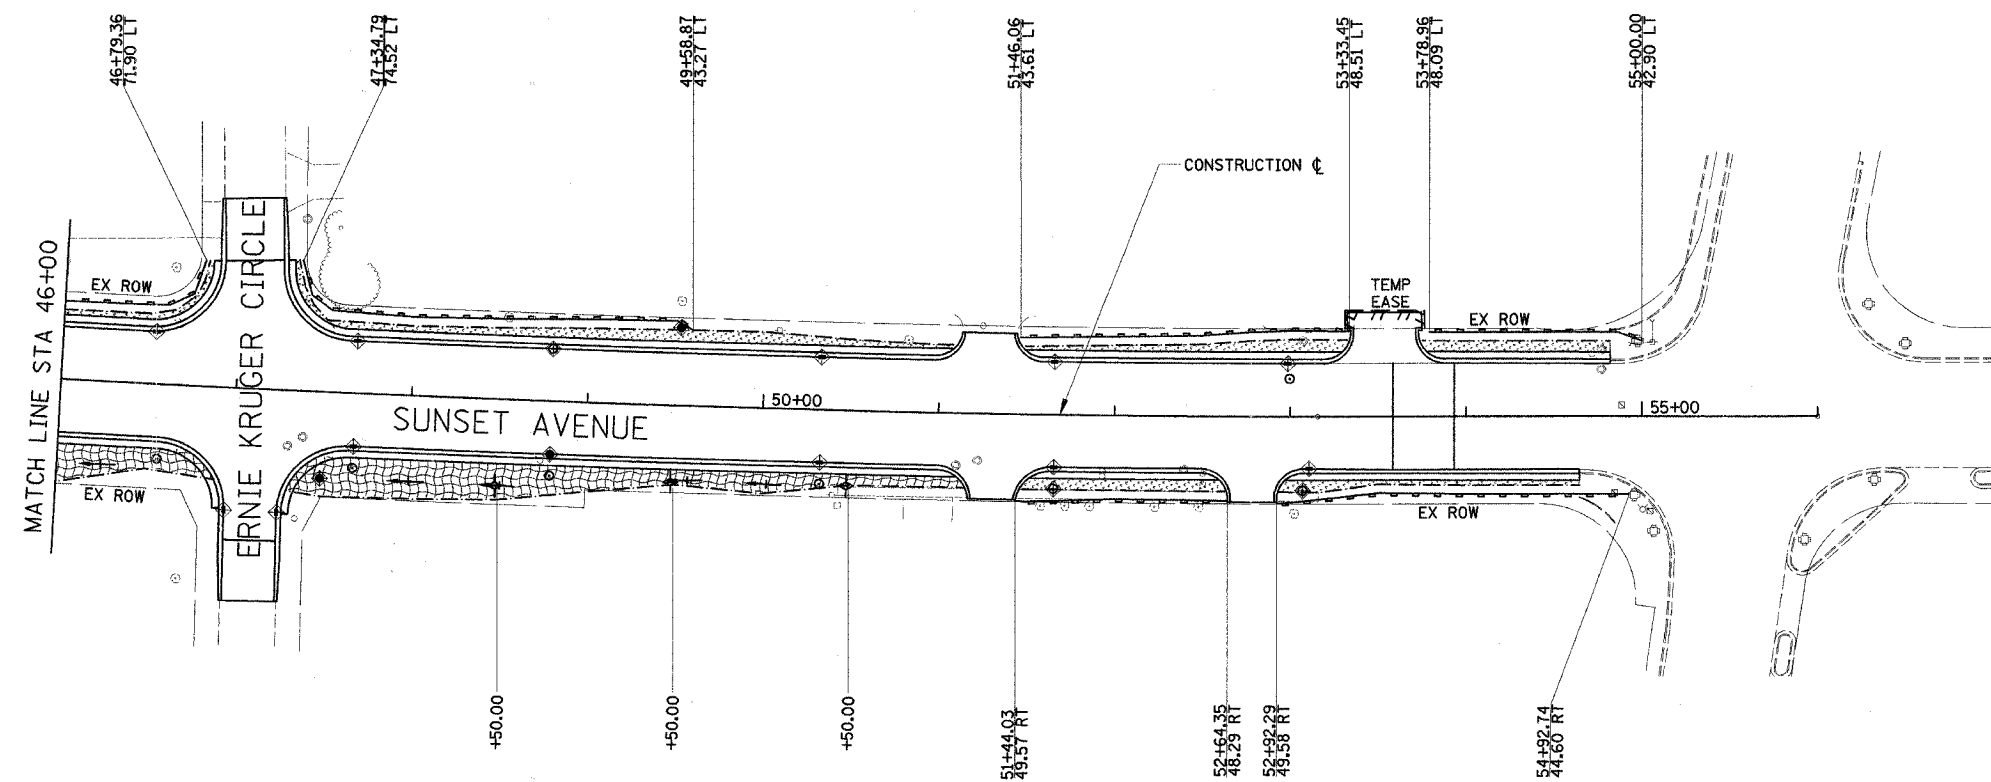 46+79.36
71.90 LT
47+34.79
74.52 LT
49+58.87
43.27 LT
51+46.06
43.61 LT
53+33.45
48.51 LT
53+78.96
48.09 LT
55+00.00
42.90 LT
CONSTRUCTION ℄
MATCH LINE STA 46+00
EX ROW
ERNIE KRUGER CIRCLE
TEMP
EASE
EX ROW
50+00
55+00
SUNSET AVENUE
EX ROW
EX ROW
+50.00
+50.00
+50.00
51+44.03
49.57 RT
52+64.35
48.29 RT
52+92.29
49.58 RT
54+92.74
44.60 RT